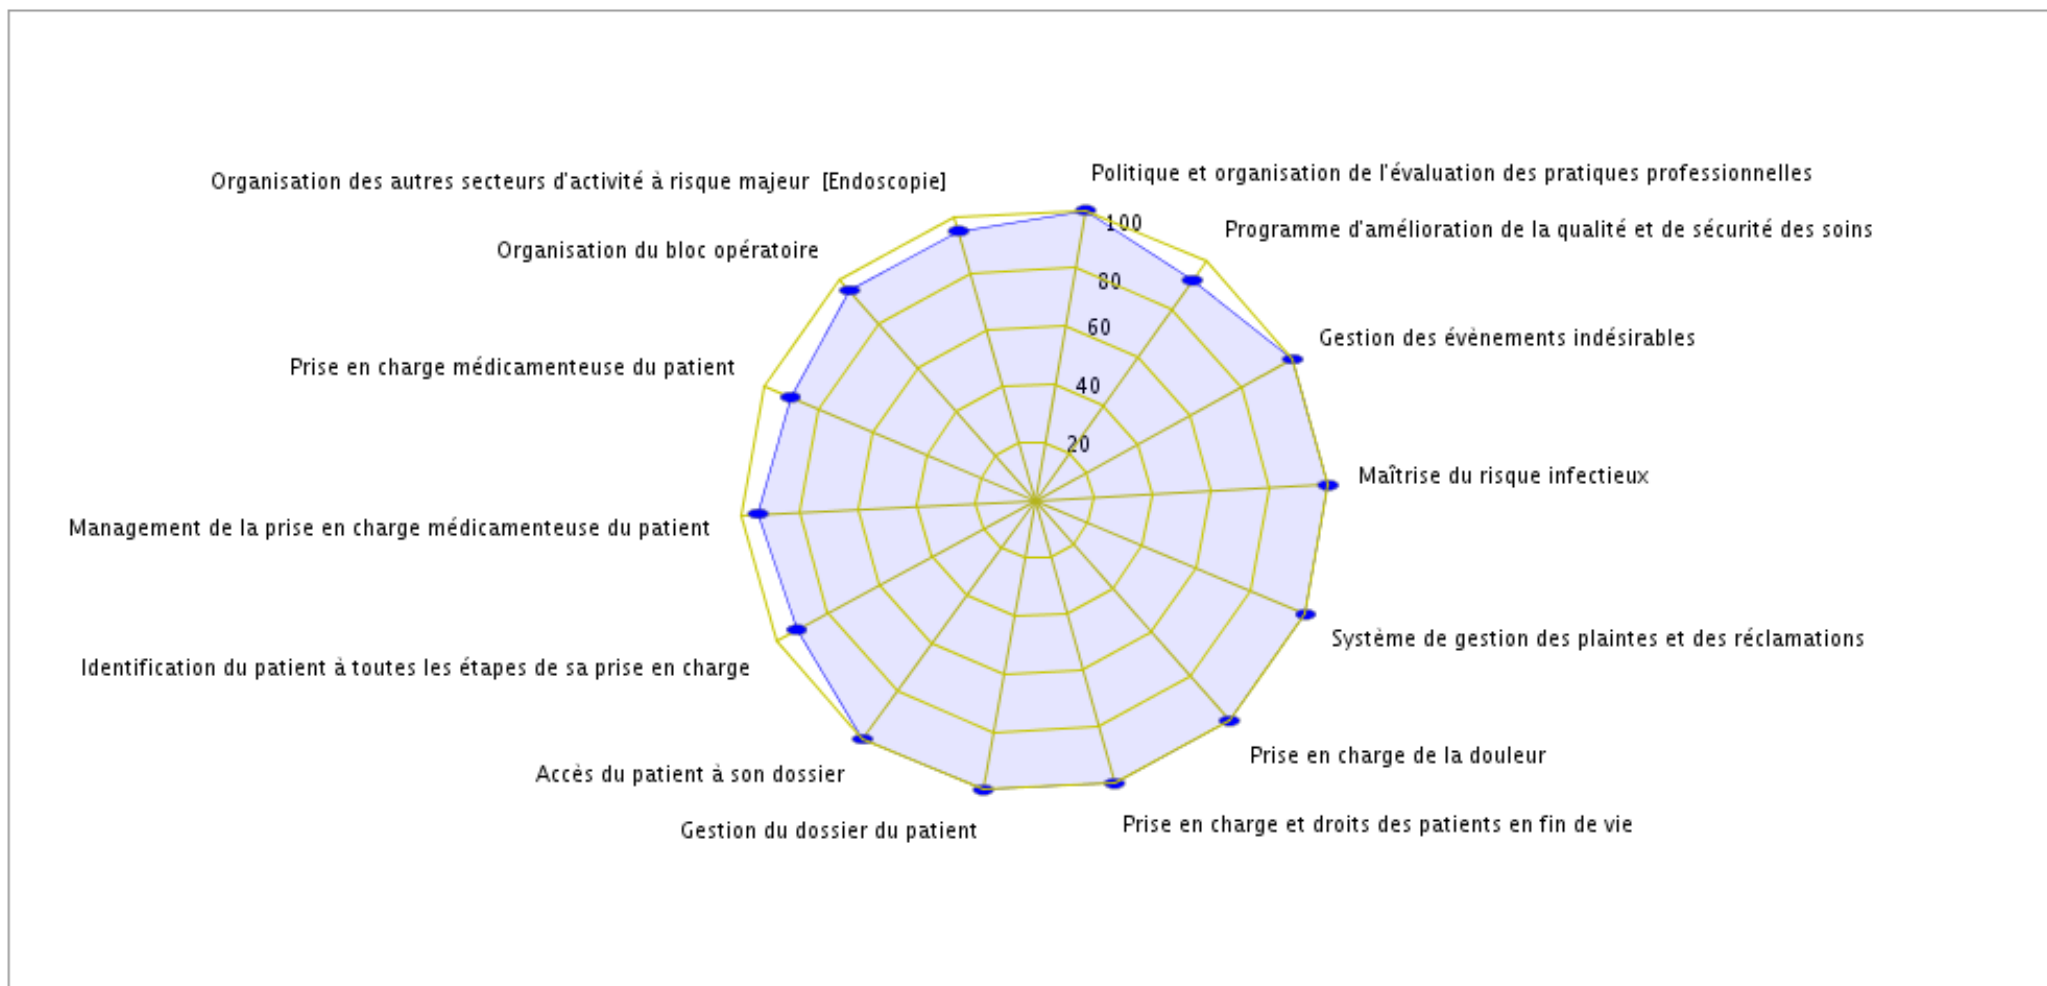 Politique et organisation de l'évaluation des pratiques professionnelles
Organisation des autres secteurs d'activité à risque majeur [Endoscopie]
100
Programme d'amélioration de la qualité et de sécurité des soins
Organisation du bloc opératoire
80
60
Gestion des évènements indésirables
Prise en charge médicamenteuse du patient
40
20
Maîtrise du risque infectieux
Management de la prise en charge médicamenteuse du patient
Système de gestion des plaintes et des réclamations
Identification du patient à toutes les étapes de sa prise en charge
Prise en charge de la douleur
Accès du patient à son dossier
Prise en charge et droits des patients en fin de vie
Gestion du dossier du patient